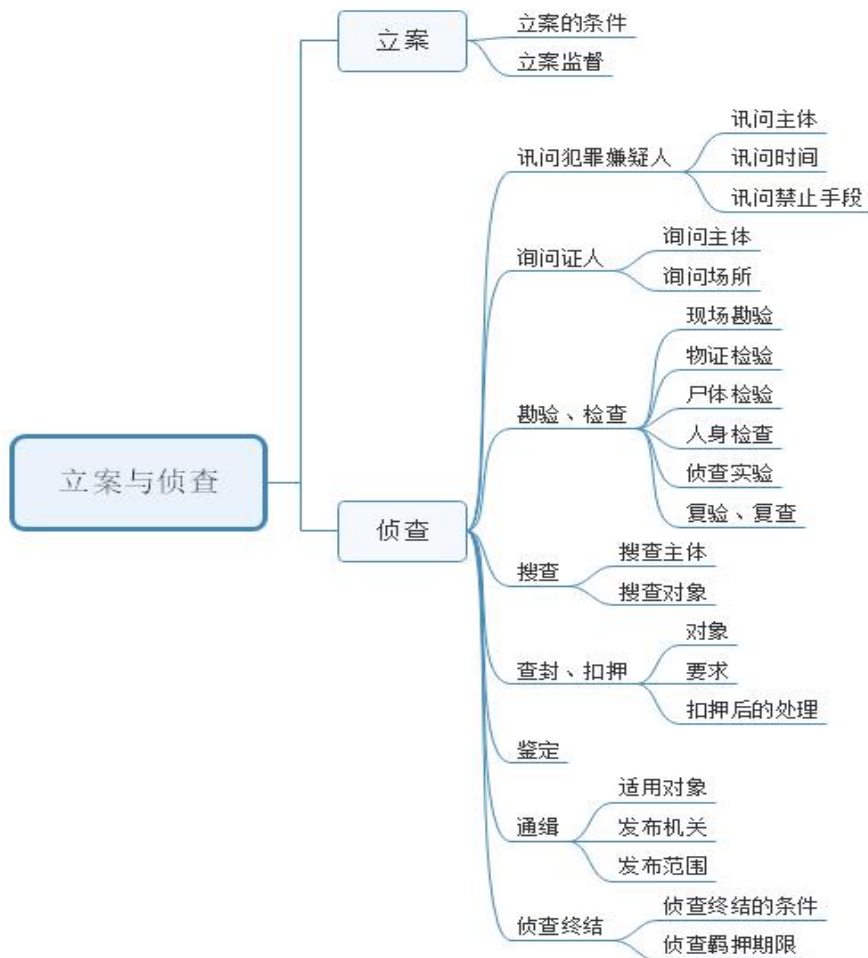 立案
立案的条件
立案监督
讯问犯罪嫌疑人
讯问主体
讯问时间
讯问禁止手段
询问证人
询问主体
询问场所
勘验、检查
现场勘验
物证检验
尸体检验
人身检查
侦查实验
复验、复查
立案与侦查
侦查
搜查
搜查主体
搜查对象
查封、扣押
对象
要求
扣押后的处理
鉴定
通缉
适用对象
发布机关
发布范围
侦查终结
侦查终结的条件
侦查羁押期限